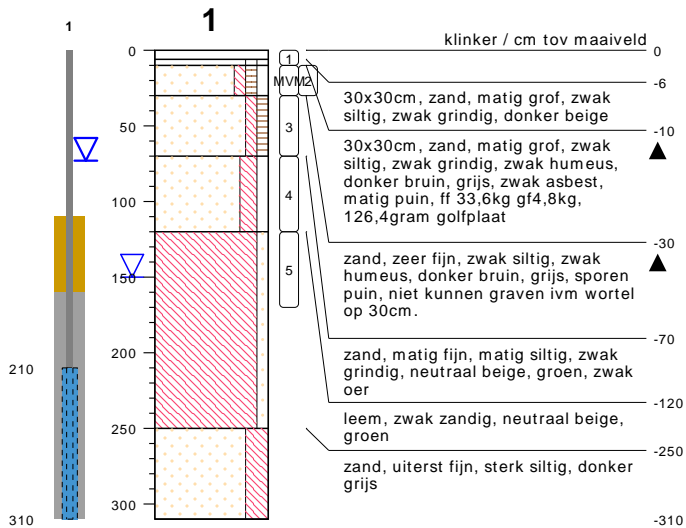 1
1
klinker / cm tov maaiveld
0
0
1
-6
MVM2
30x30cm, zand, matig grof, zwak
siltig, zwak grindig, donker beige
-10
50
3
30x30cm, zand, matig grof, zwak
siltig, zwak grindig, zwak humeus,
donker bruin, grijs, zwak asbest,
matig puin, ff 33,6kg gf4,8kg,
126,4gram golfplaat
100
4
-30
150
5
zand, zeer fijn, zwak siltig, zwak
humeus, donker bruin, grijs, sporen
puin, niet kunnen graven ivm wortel
op 30cm.
-70
200
210
zand, matig fijn, matig siltig, zwak
grindig, neutraal beige, groen, zwak
oer
-120
250
leem, zwak zandig, neutraal beige,
groen
-250
300
zand, uiterst fijn, sterk siltig, donker
grijs
310
-310